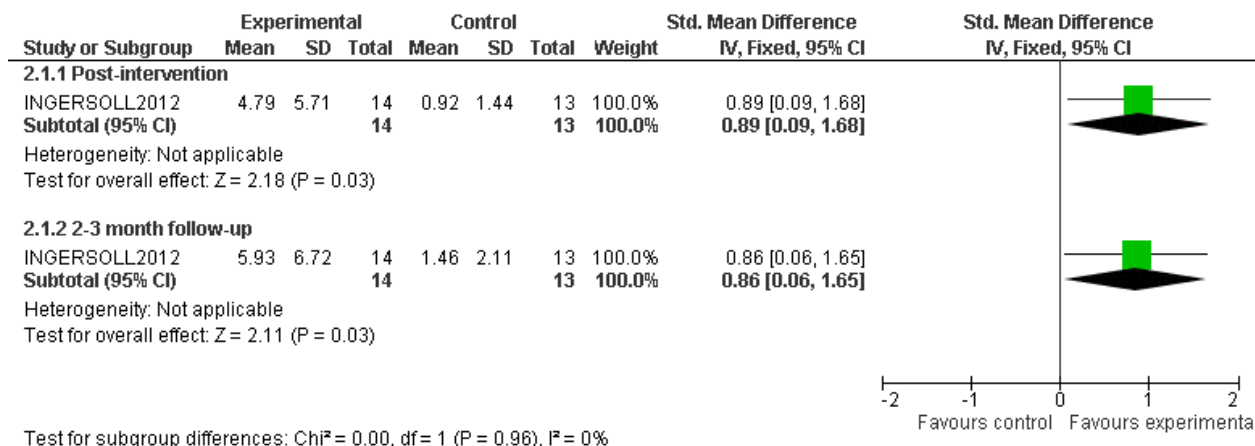 Experimental Control Std. Mean Difference Std. Mean Difference
Study or Subgroup Mean SD Total Mean SD Total Weight IV, Fixed, 95% CI IV, Fixed, 95% CI
2.1.1 Post-intervention
INGERSOLL2012 4.79 5.71 14 0.92 1.44 13 100.0% 0.89 [0.09, 1.68]
Subtotal (95% CI) 14 13 100.0% 0.89 [0.09, 1.68]
Heterogeneity: Not applicable
Test for overall effect: Z = 2.18 (P = 0.03)
2.1.2 2-3 month follow-up
INGERSOLL2012 5.93 6.72 14 1.46 2.11 13 100.0% 0.86 [0.06, 1.65]
Subtotal (95% CI) 14 13 100.0% 0.86 [0.06, 1.65]
Heterogeneity: Not applicable
Test for overall effect: Z = 2.11 (P = 0.03)
-2 -1 0 1 2
Favours control Favours experimenta
Test for subgroup differences: Chi² = 0.00, df = 1 (P = 0.96), I² = 0%